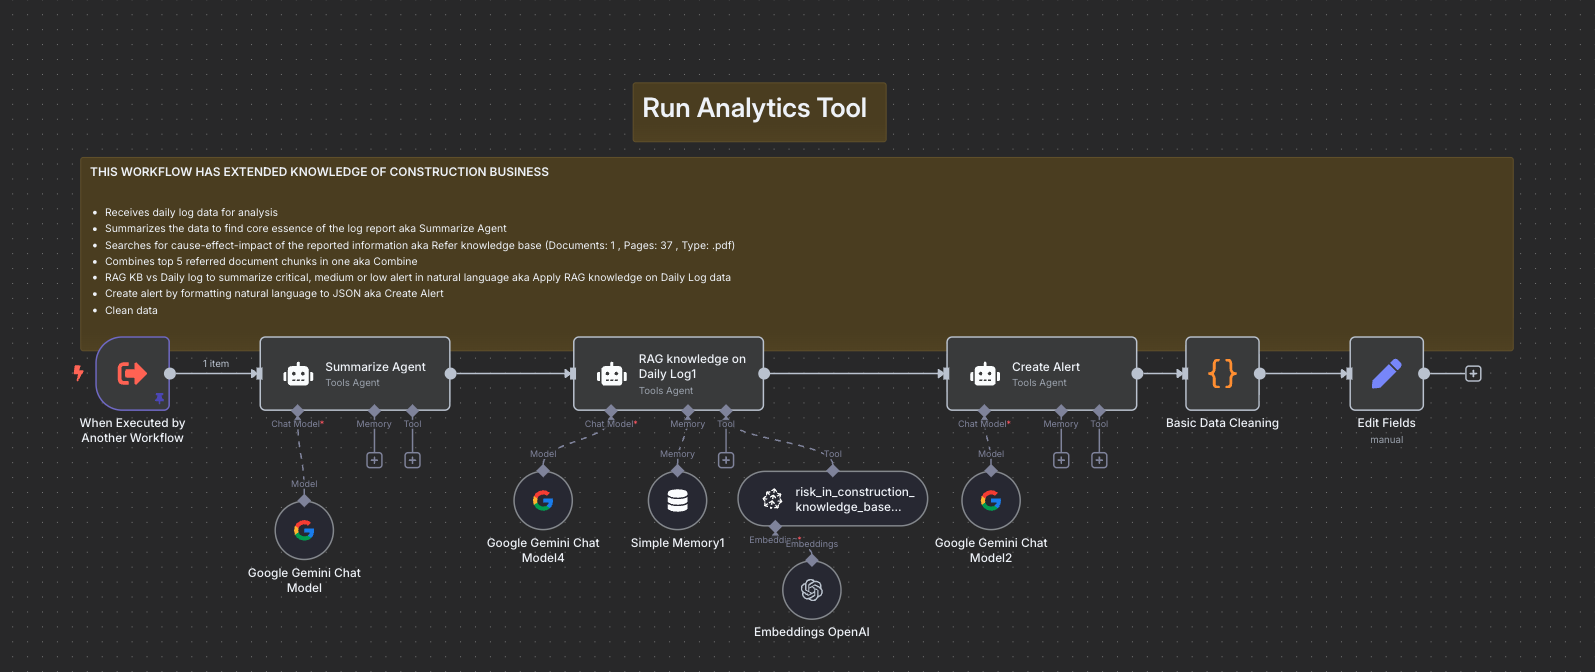 Run Analytics Tool
THIS WORKFLOW HAS EXTENDED KNOWLEDGE OF CONSTRUCTION BUSINESS
• Receives daily log data for analysis
• Summarizes the data to find core essence of the log report aka Summarize Agent
• Searches for cause-effect-impact of the reported information aka Refer knowledge base (Documents: 1 , Pages: 37 , Type: .pdf)
• Combines top 5 referred document chunks in one aka Combine
• RAG KB vs Daily log to summarize critical, medium or low alert in natural language aka Apply RAG knowledge on Daily Log data
• Create alert by formatting natural language to JSON aka Create Alert
• Clean data
1 item
When Executed by
Another Workflow
Summarize Agent
Tools Agent
Chat Model*
Memory
Tool
Model
Google Gemini Chat
Model
RAG knowledge on
Daily Log1
Tools Agent
Chat Model*
Memory
Tool
Model
Google Gemini Chat
Model4
Memory
Simple Memory1
Tool
risk_in_construction_
knowledge_base...
Embeddings
Embeddings OpenAI
Create Alert
Tools Agent
Chat Model*
Memory
Tool
Model
Google Gemini Chat
Model2
{}
Basic Data Cleaning
Edit Fields
manual